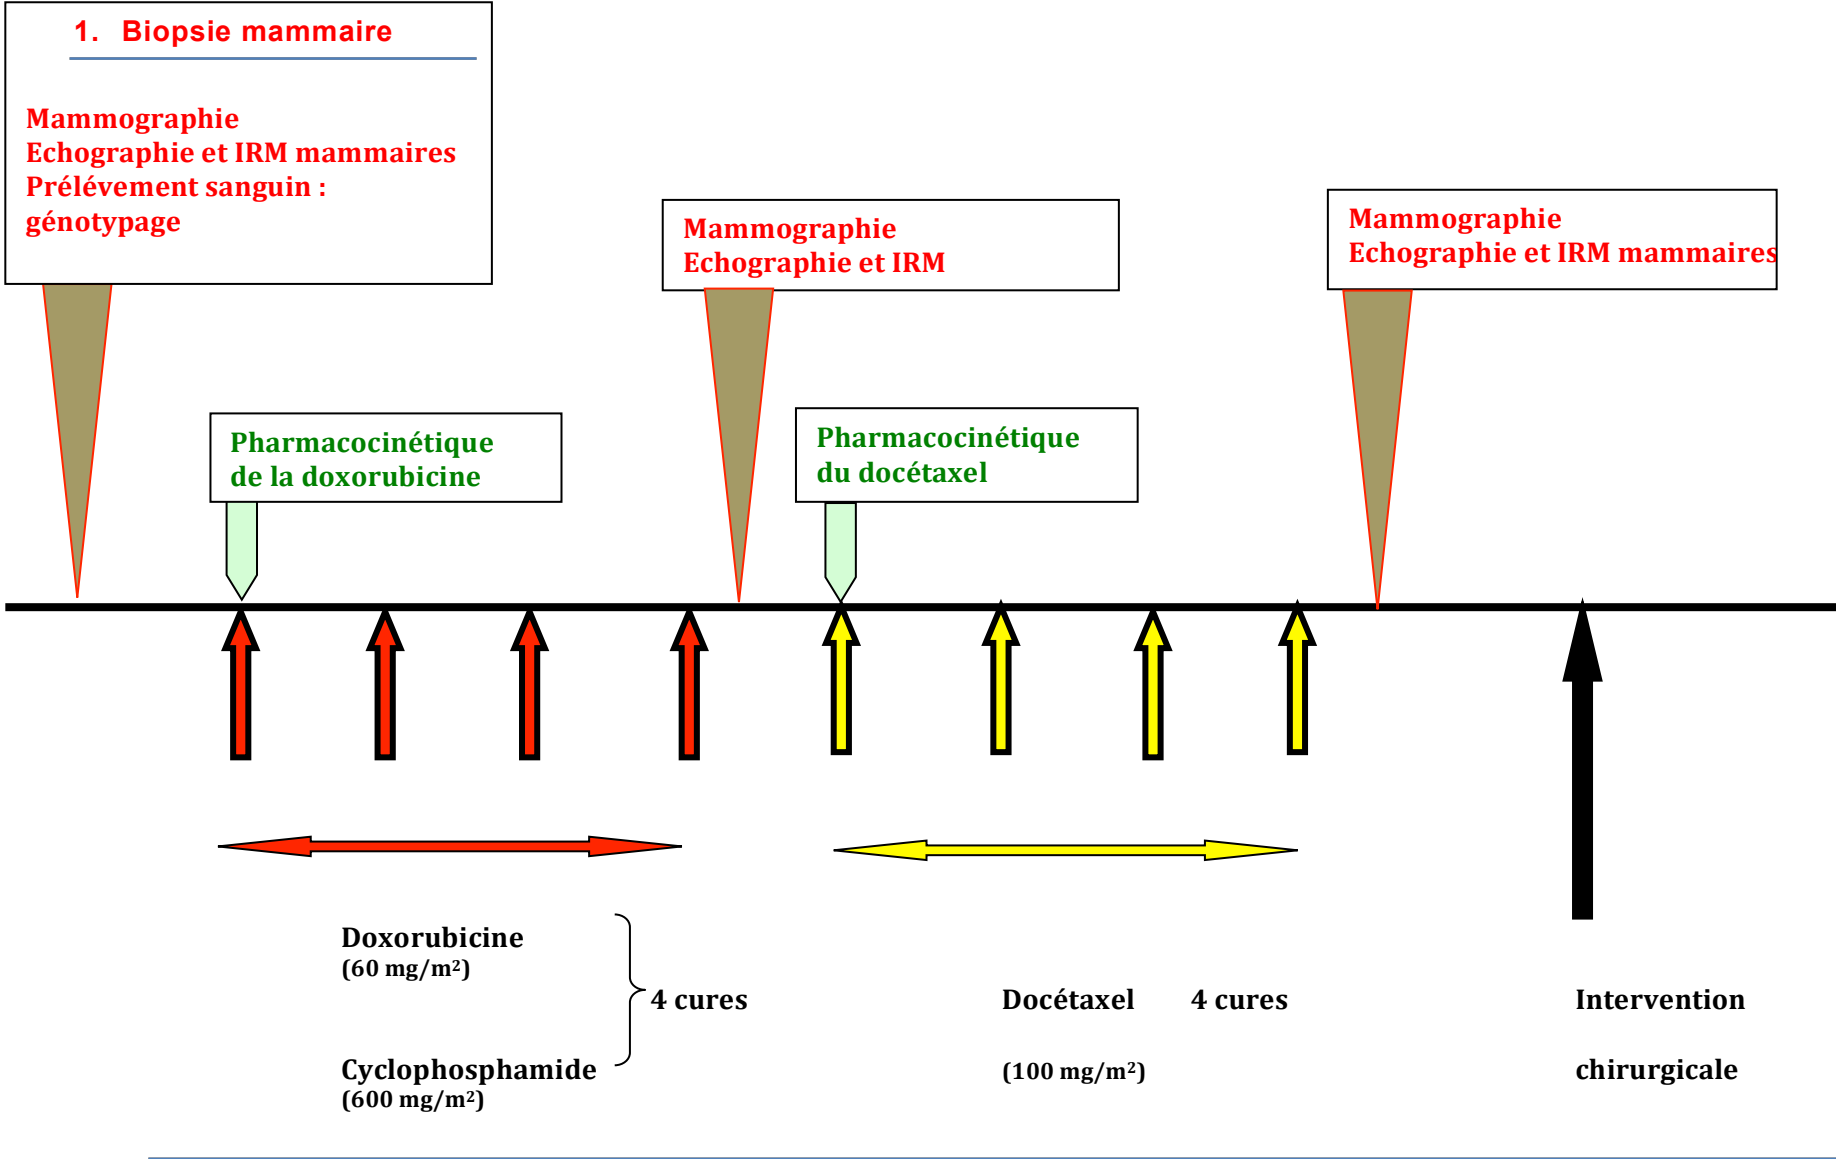 1. Biopsie mammaire
Mammographie
Echographie et IRM mammaires
Prélévement sanguin :
génotypage
Mammographie
Echographie et IRM
Mammographie
Echographie et IRM mammaires
Pharmacocinétique
de la doxorubicine
Pharmacocinétique
du docétaxel
Doxorubicine
(60 mg/m²)
4 cures
Cyclophosphamide
(600 mg/m²)
Docétaxel 4 cures
(100 mg/m²)
Intervention
chirurgicale